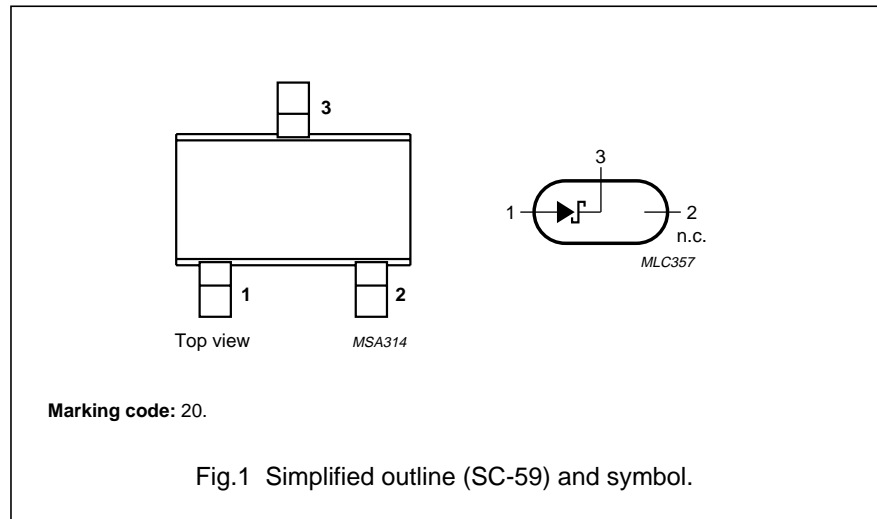 3
1
2
Top view
MSA314
3
1
2
n.c.
MLC357
Marking code: 20.
Fig.1 Simplified outline (SC-59) and symbol.